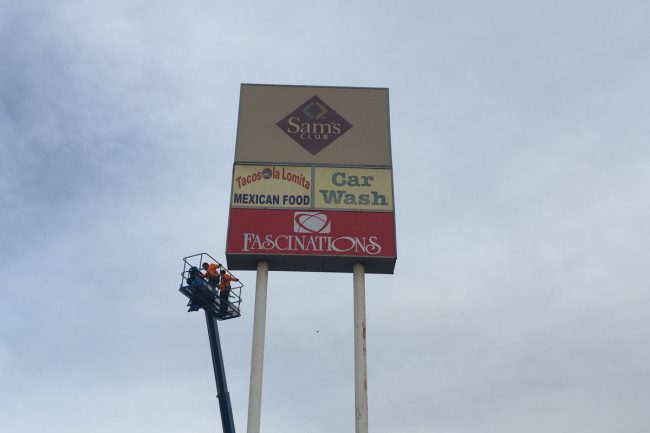 Sam's
CLUB
Tacos la Lomita
MEXICAN FOOD
Car
Wash
FASCINATIONS